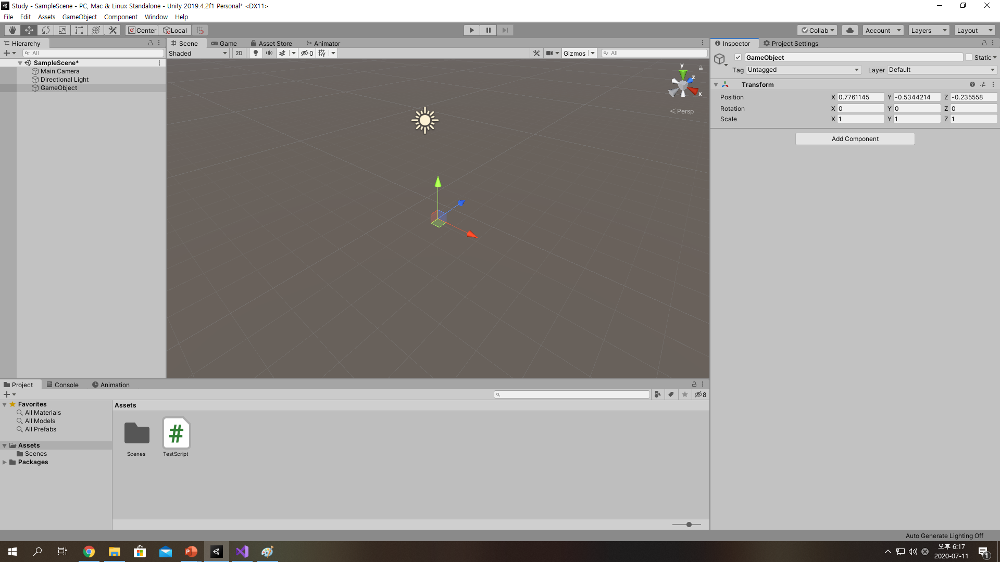 Study - SampleScene - PC, Mac & Linux Standalone - Unity 2019.4.2f1 Personal* <DX11>
File Edit Assets GameObject Component Window Help
Center Local Collab Account Layers Layout
Hierarchy
All
SampleScene*
Main Camera
Directional Light
GameObject
Scene Game Asset Store Animator
Shaded 2D 0 Gizmos All
y
z
x
Persp
Inspector Project Settings
GameObject Static
Tag Untagged Layer Default
Transform
Position X 0.7761145 Y -0.5344214 Z -0.235558
Rotation X 0 Y 0 Z 0
Scale X 1 Y 1 Z 1
Add Component
Project Console Animation
8
Favorites
All Materials
All Models
All Prefabs
Assets
Scenes
Packages
Assets
#
Scenes TestScript
Auto Generate Lighting Off
P
오후 6:17
2020-07-11
1